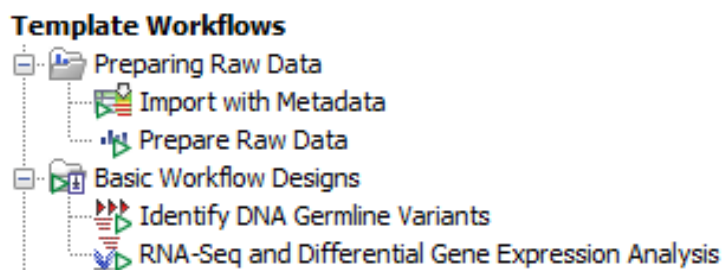 Template Workflows
Preparing Raw Data
Import with Metadata
Prepare Raw Data
Basic Workflow Designs
Identify DNA Germline Variants
RNA-Seq and Differential Gene Expression Analysis